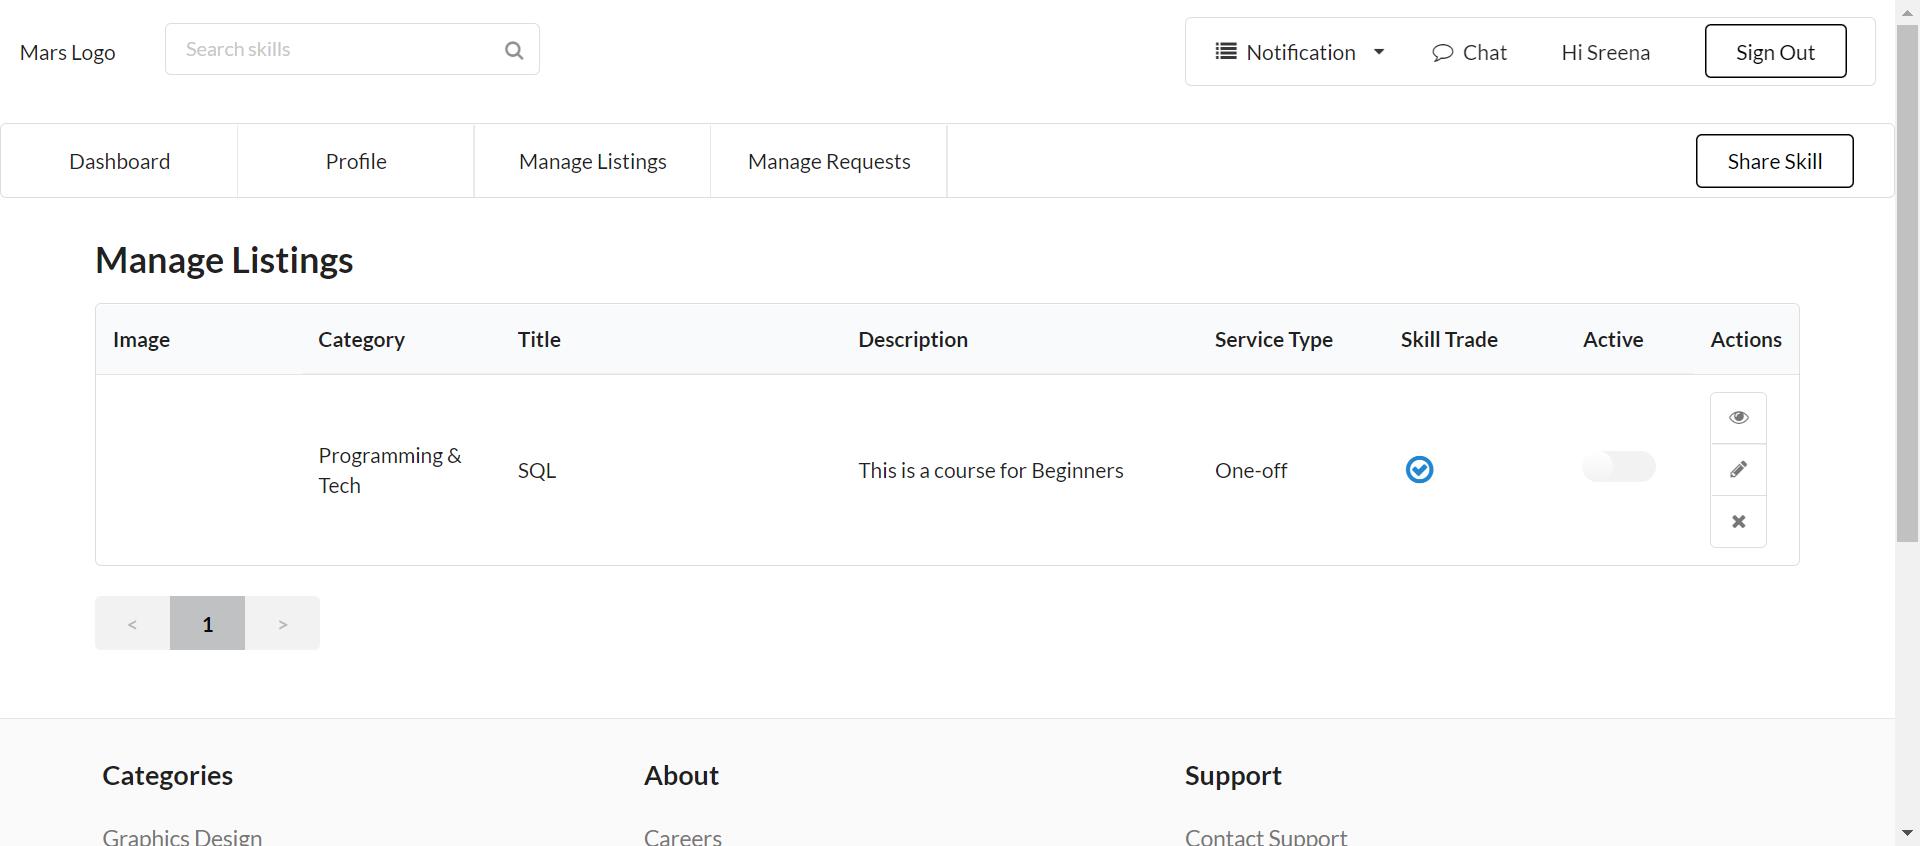 Mars Logo
Search skills
Notification
Chat
Hi Sreena
Sign Out
Dashboard
Profile
Manage Listings
Manage Requests
Share Skill
Manage Listings
Image
Category
Title
Description
Service Type
Skill Trade
Active
Actions
Programming &
Tech
SQL
This is a course for Beginners
One-off
<
1
>
Categories
About
Support
Graphics Design
Careers
Contact Support